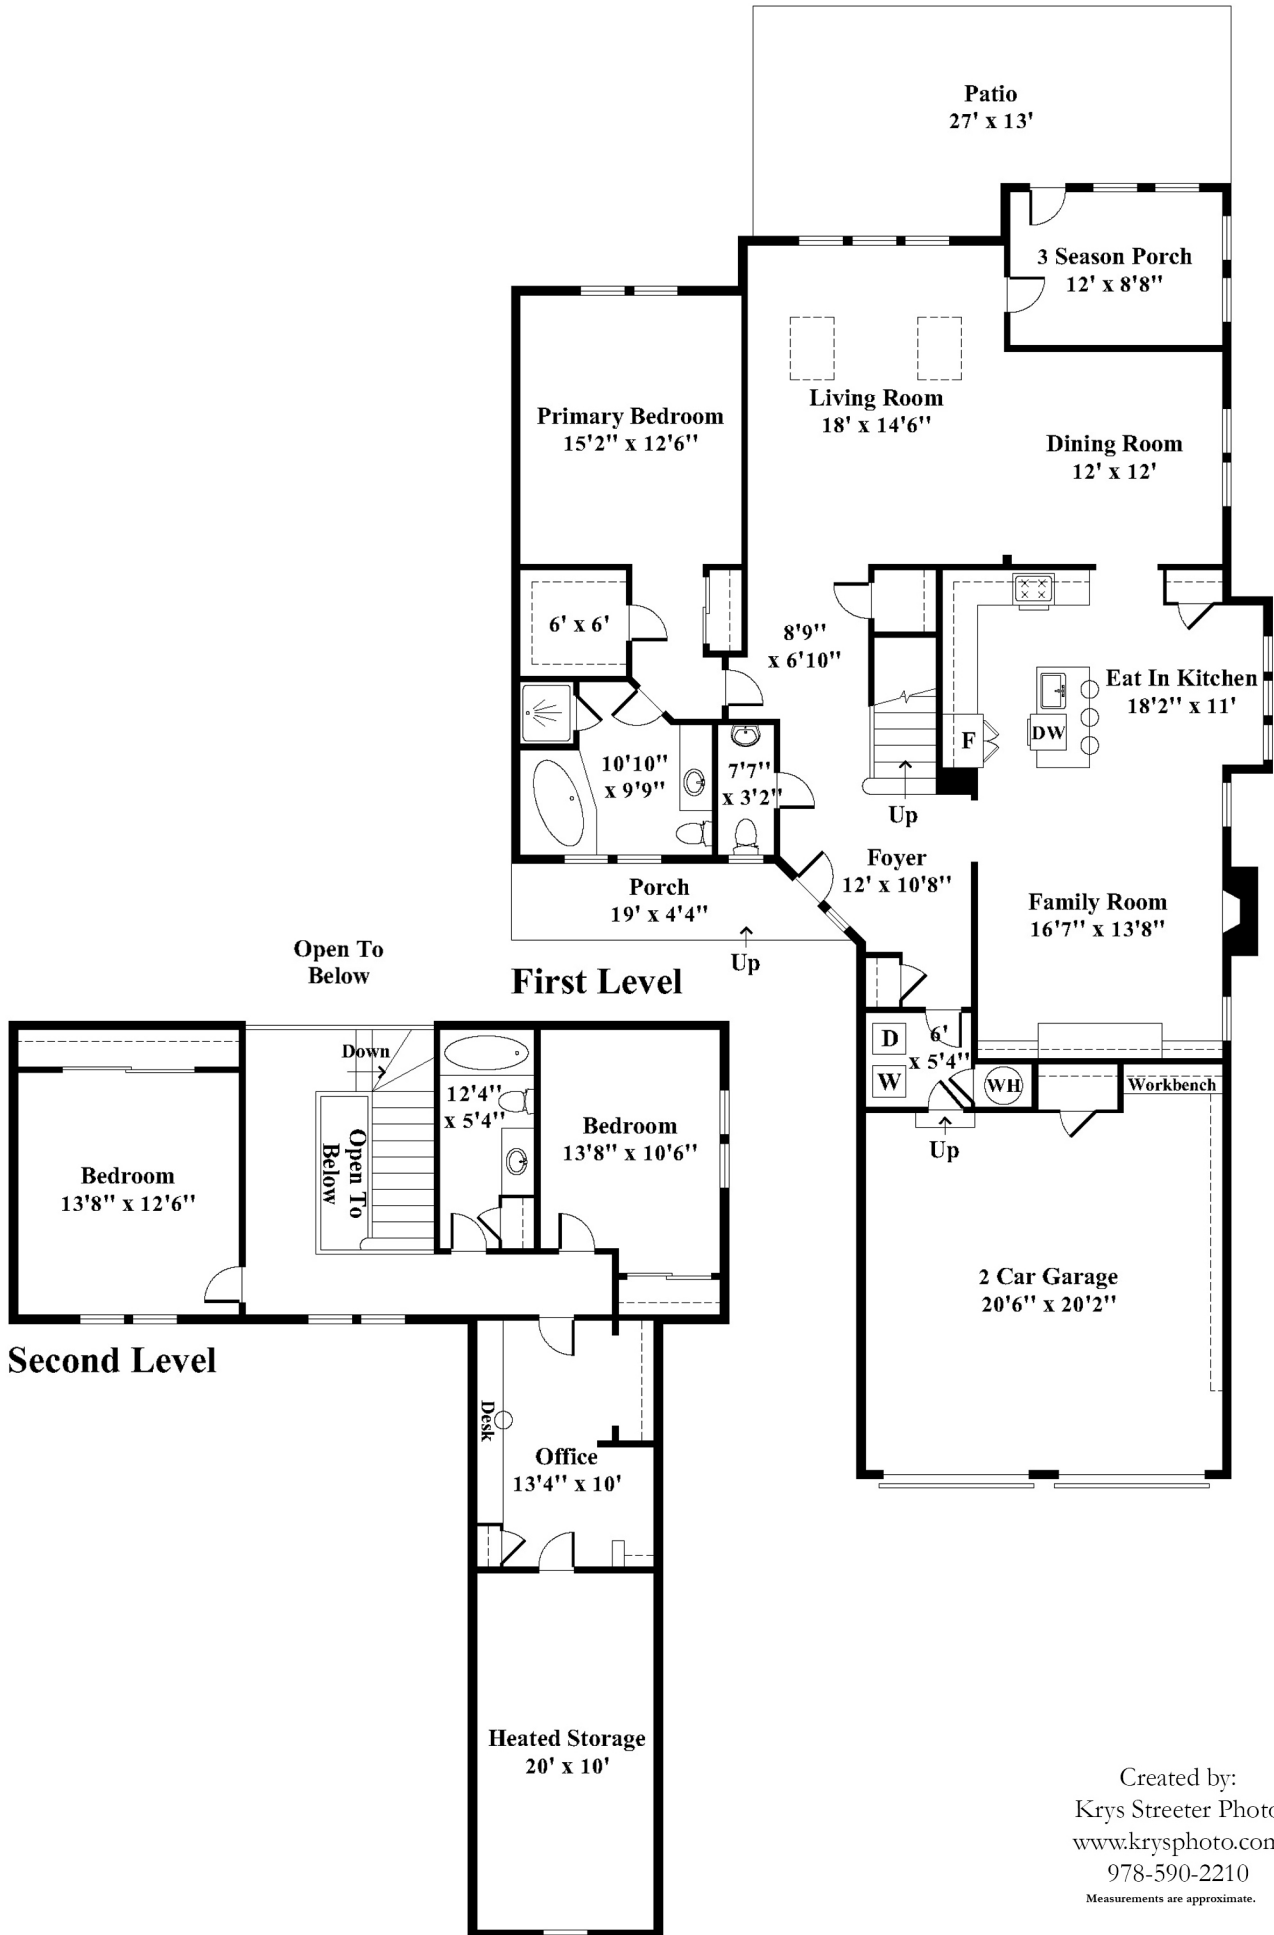 Patio
27' x 13'
3 Season Porch
12' x 8'8"
Living Room
18' x 14'6"
Primary Bedroom
15'2" x 12'6"
Dining Room
12' x 12'
6' x 6'
8'9"
x 6'10"
Eat In Kitchen
18'2" x 11'
F
DW
10'10"
x 9'9"
7'7"
x 3'2"
Up
Foyer
12' x 10'8"
Porch
19' x 4'4"
Up
Family Room
16'7" x 13'8"
First Level
D
W
6'
x 5'4"
WH
Workbench
Up
2 Car Garage
20'6" x 20'2"
Open To
Below
Down
Open To
Below
12'4"
x 5'4"
Bedroom
13'8" x 10'6"
Bedroom
13'8" x 12'6"
Second Level
Desk
Office
13'4" x 10'
Heated Storage
20' x 10'
Created by:
Krys Streeter Photo
www.krysphoto.com
978-590-2210
Measurements are approximate.